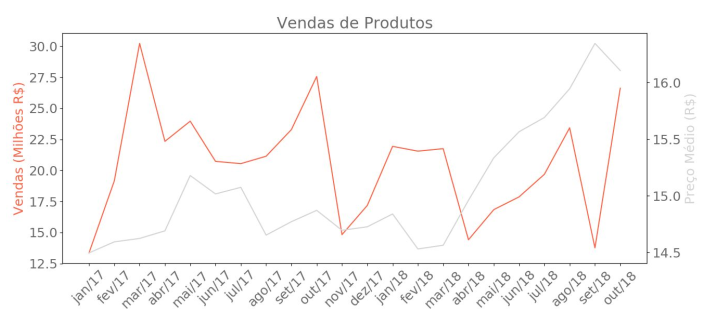 Vendas de Produtos
Vendas (Milhões R$)
30.0
27.5
25.0
22.5
20.0
17.5
15.0
12.5
16.0
15.5
15.0
14.5
Preço Médio (R$)
jan/17
fev/17
mar/17
abr/17
mai/17
jun/17
jul/17
ago/17
set/17
out/17
nov/17
dez/17
jan/18
fev/18
mar/18
abr/18
mai/18
jun/18
jul/18
ago/18
set/18
out/18